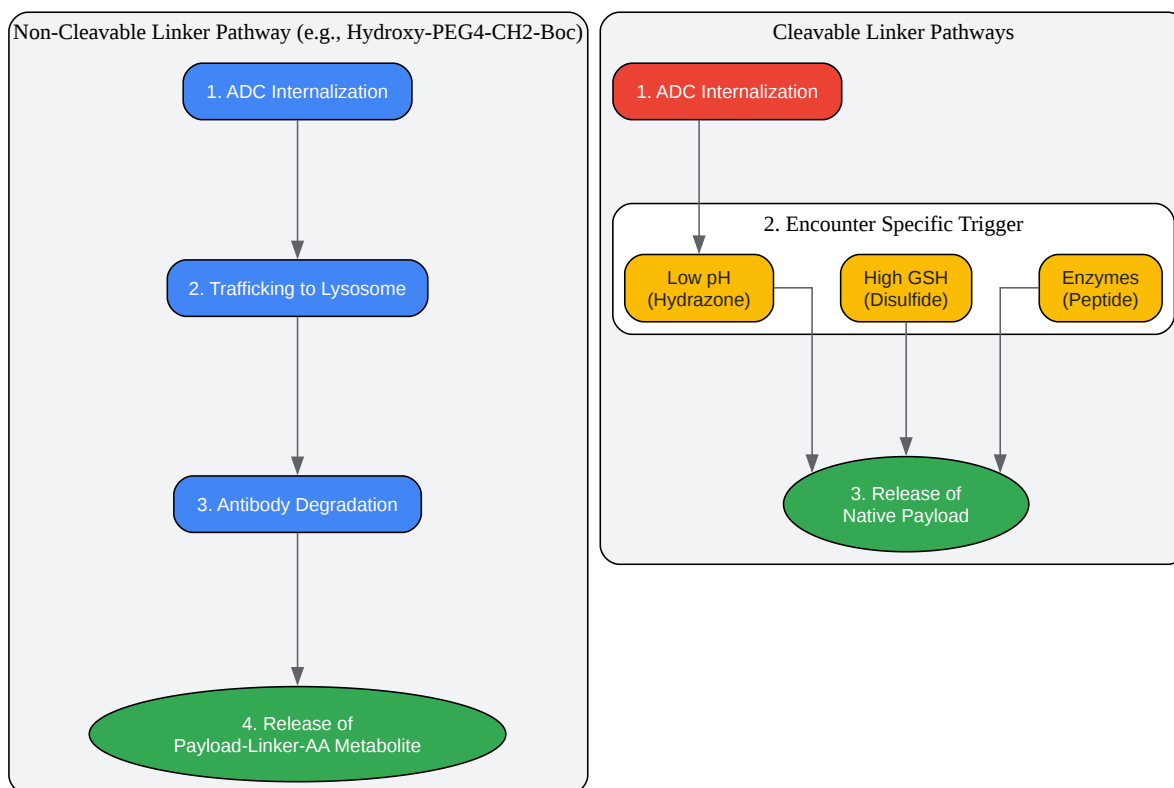 Non-Cleavable Linker Pathway (e.g., Hydroxy-PEG4-CH2-Boc)
1. ADC Internalization
2. Trafficking to Lysosome
3. Antibody Degradation
4. Release of
Payload-Linker-AA Metabolite
Cleavable Linker Pathways
1. ADC Internalization
2. Encounter Specific Trigger
Low pH
(Hydrazone)
High GSH
(Disulfide)
Enzymes
(Peptide)
3. Release of
Native Payload